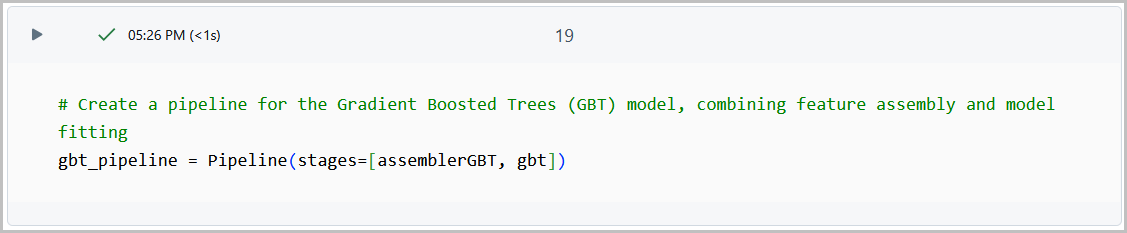 05:26 PM (<1s)
19
# Create a pipeline for the Gradient Boosted Trees (GBT) model, combining feature assembly and model
fitting
gbt_pipeline = Pipeline(stages=[assemblerGBT, gbt])